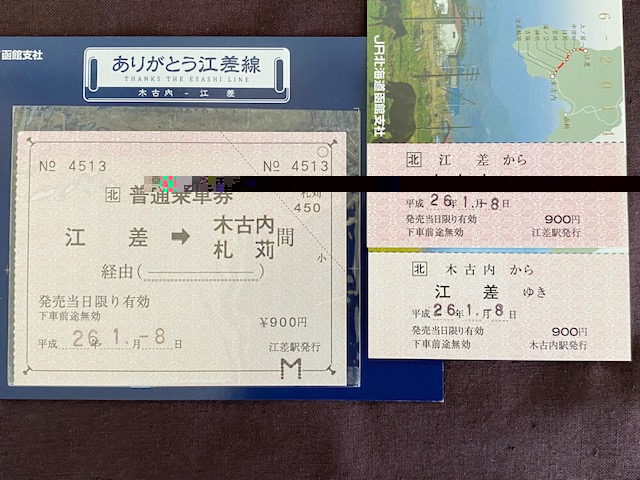 函館支社
ありがとう江差線
THANKS THE ESASHI LINE
木古内 - 江差
№ 4513
№ 4513
北 普通乗車券
札苅
450
江差 ➡ 木古内
札苅 間
小
経由( )
発売当日限り有効
下車前途無効
¥900円
平成 26年 1.月 -8日
江差駅発行
M
JR北海道函館支社
北 江差から
平成 26年 1.月-8日
発売当日限り有効
900円
下車前途無効
江差駅発行
北 木古内から
江差 ゆき
平成 26年 1.月-8日
発売当日限り有効
900円
下車前途無効
木古内駅発行